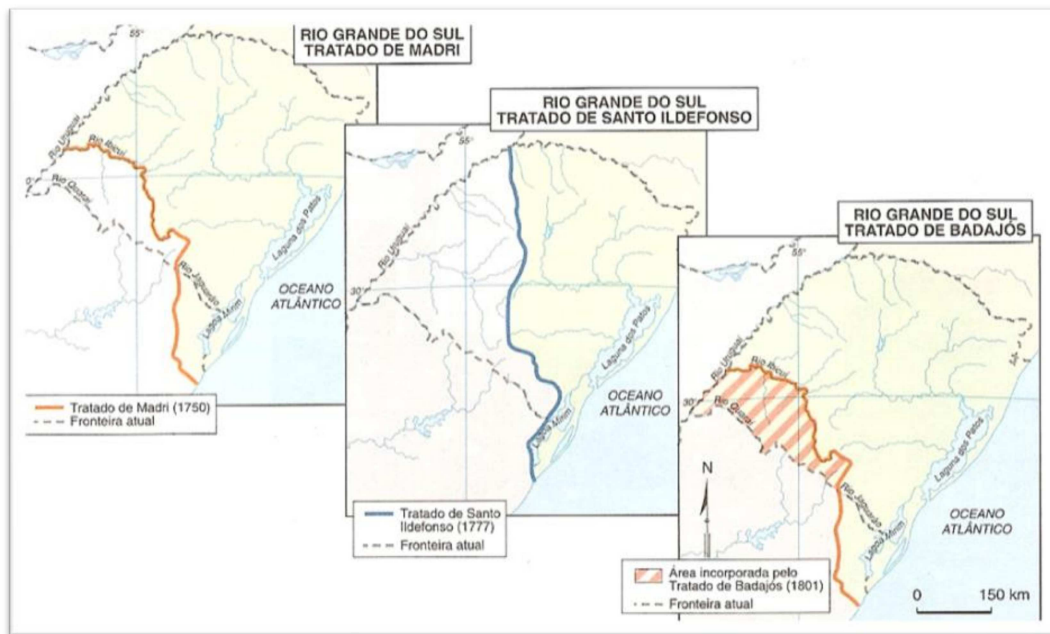 RIO GRANDE DO SUL
TRATADO DE MADRI
55°
Rio Uruguai
Rio Ibicuí
Rio Quaraí
Rio Jaguarão
Lagoa Mirim
Laguna dos Patos
OCEANO
ATLÂNTICO
Tratado de Madri (1750)
Fronteira atual
RIO GRANDE DO SUL
TRATADO DE SANTO ILDEFONSO
55°
Rio Uruguai
30°
Lagoa Mirim
Laguna dos Patos
OCEANO
ATLÂNTICO
Tratado de Santo
Ildefonso (1777)
Fronteira atual
RIO GRANDE DO SUL
TRATADO DE BADAJÓS
55°
Rio Uruguai
Rio Ibicuí
30°
Rio Quaraí
Rio Jaguarão
Lagoa Mirim
Laguna dos Patos
OCEANO
ATLÂNTICO
N
Área incorporada pelo
Tratado de Badajós (1801)
Fronteira atual
0 150 km